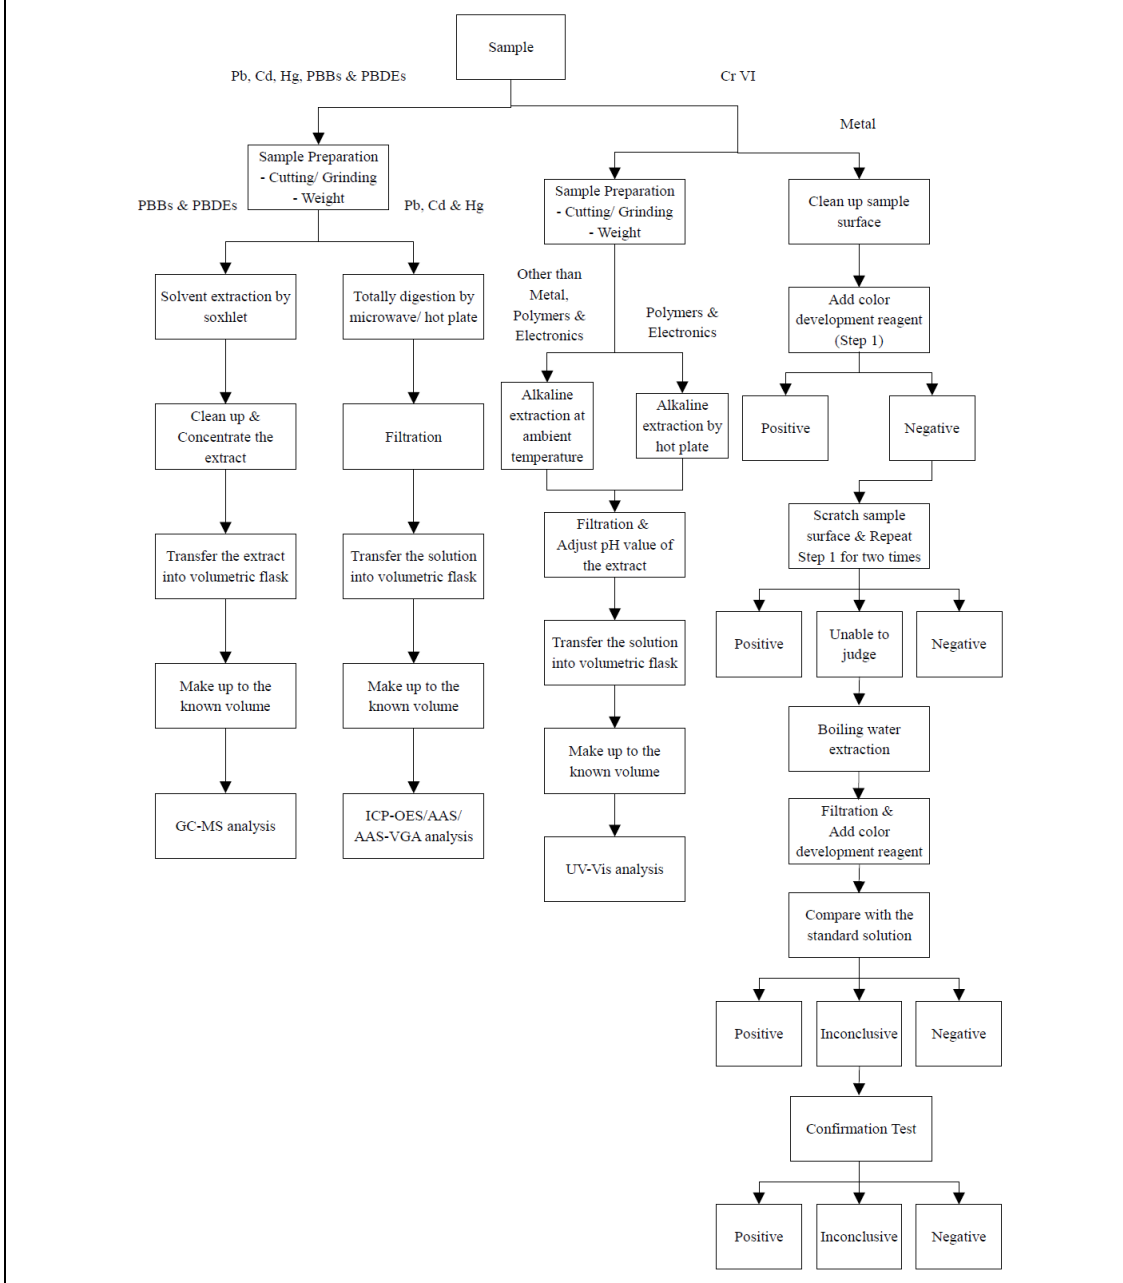 Sample
Pb, Cd, Hg, PBBs & PBDEs
Cr VI
Metal
Sample Preparation
- Cutting/ Grinding
- Weight
PBBs & PBDEs
Pb, Cd & Hg
Solvent extraction by
soxhlet
Clean up &
Concentrate the
extract
Transfer the extract
into volumetric flask
Make up to the
known volume
GC-MS analysis
Totally digestion by
microwave/ hot plate
Filtration
Transfer the solution
into volumetric flask
Make up to the
known volume
ICP-OES/AAS/
AAS-VGA analysis
Sample Preparation
- Cutting/ Grinding
- Weight
Other than
Metal,
Polymers &
Electronics
Polymers &
Electronics
Alkaline
extraction at
ambient
temperature
Alkaline
extraction by
hot plate
Filtration &
Adjust pH value of
the extract
Transfer the solution
into volumetric flask
Make up to the
known volume
UV-Vis analysis
Clean up sample
surface
Add color
development reagent
(Step 1)
Positive
Negative
Scratch sample
surface & Repeat
Step 1 for two times
Positive
Unable to
judge
Negative
Boiling water
extraction
Filtration &
Add color
development reagent
Compare with the
standard solution
Positive
Inconclusive
Negative
Confirmation Test
Positive
Inconclusive
Negative